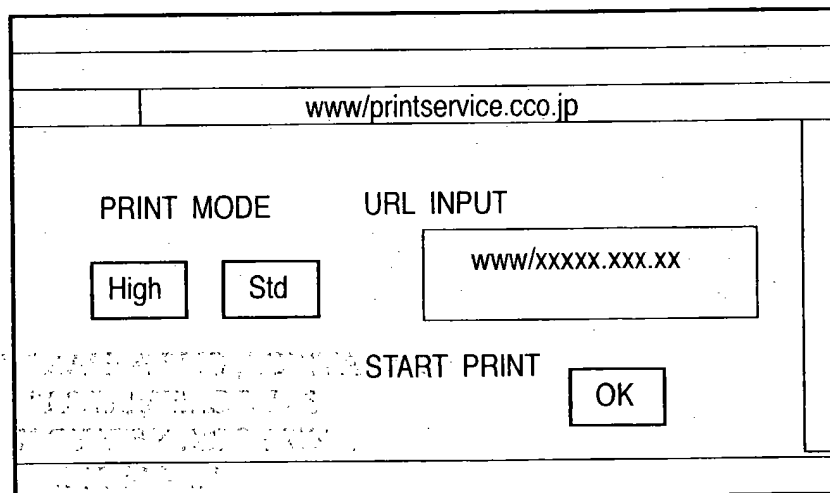 www/printservice.cco.jp
PRINT MODE
URL INPUT
High
Std
www/xxxxx.xxx.xx
START PRINT
OK